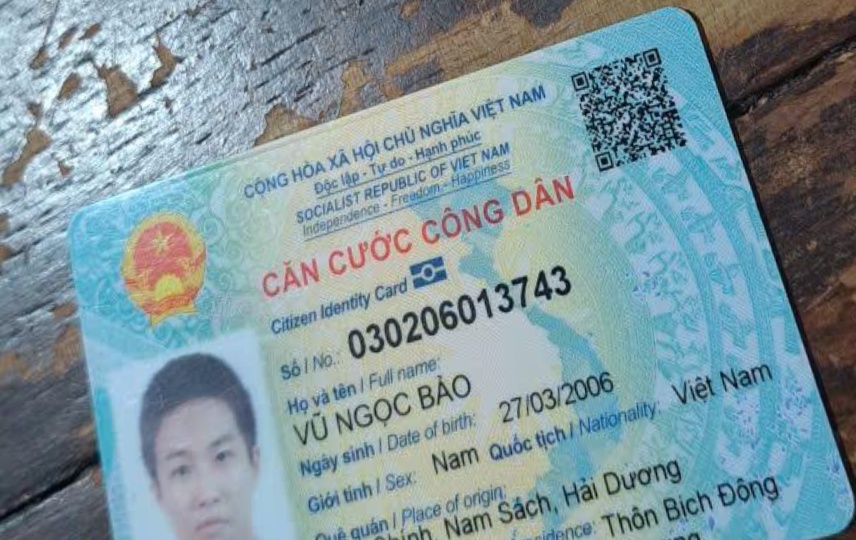 CỘNG HÒA XÃ HỘI CHỦ NGHĨA VIỆT NAM
Độc lập - Tự do - Hạnh phúc
SOCIALIST REPUBLIC OF VIET NAM
Independence - Freedom - Happiness
CĂN CƯỚC CÔNG DÂN
Citizen Identity Card
Số / No.: 030206013743
Họ và tên / Full name:
VŨ NGỌC BẢO
Ngày sinh / Date of birth: 27/03/2006
Giới tính / Sex: Nam Quốc tịch / Nationality: Việt Nam
Quê quán / Place of origin:
Chính, Nam Sách, Hải Dương
Thôn Bịch Đông